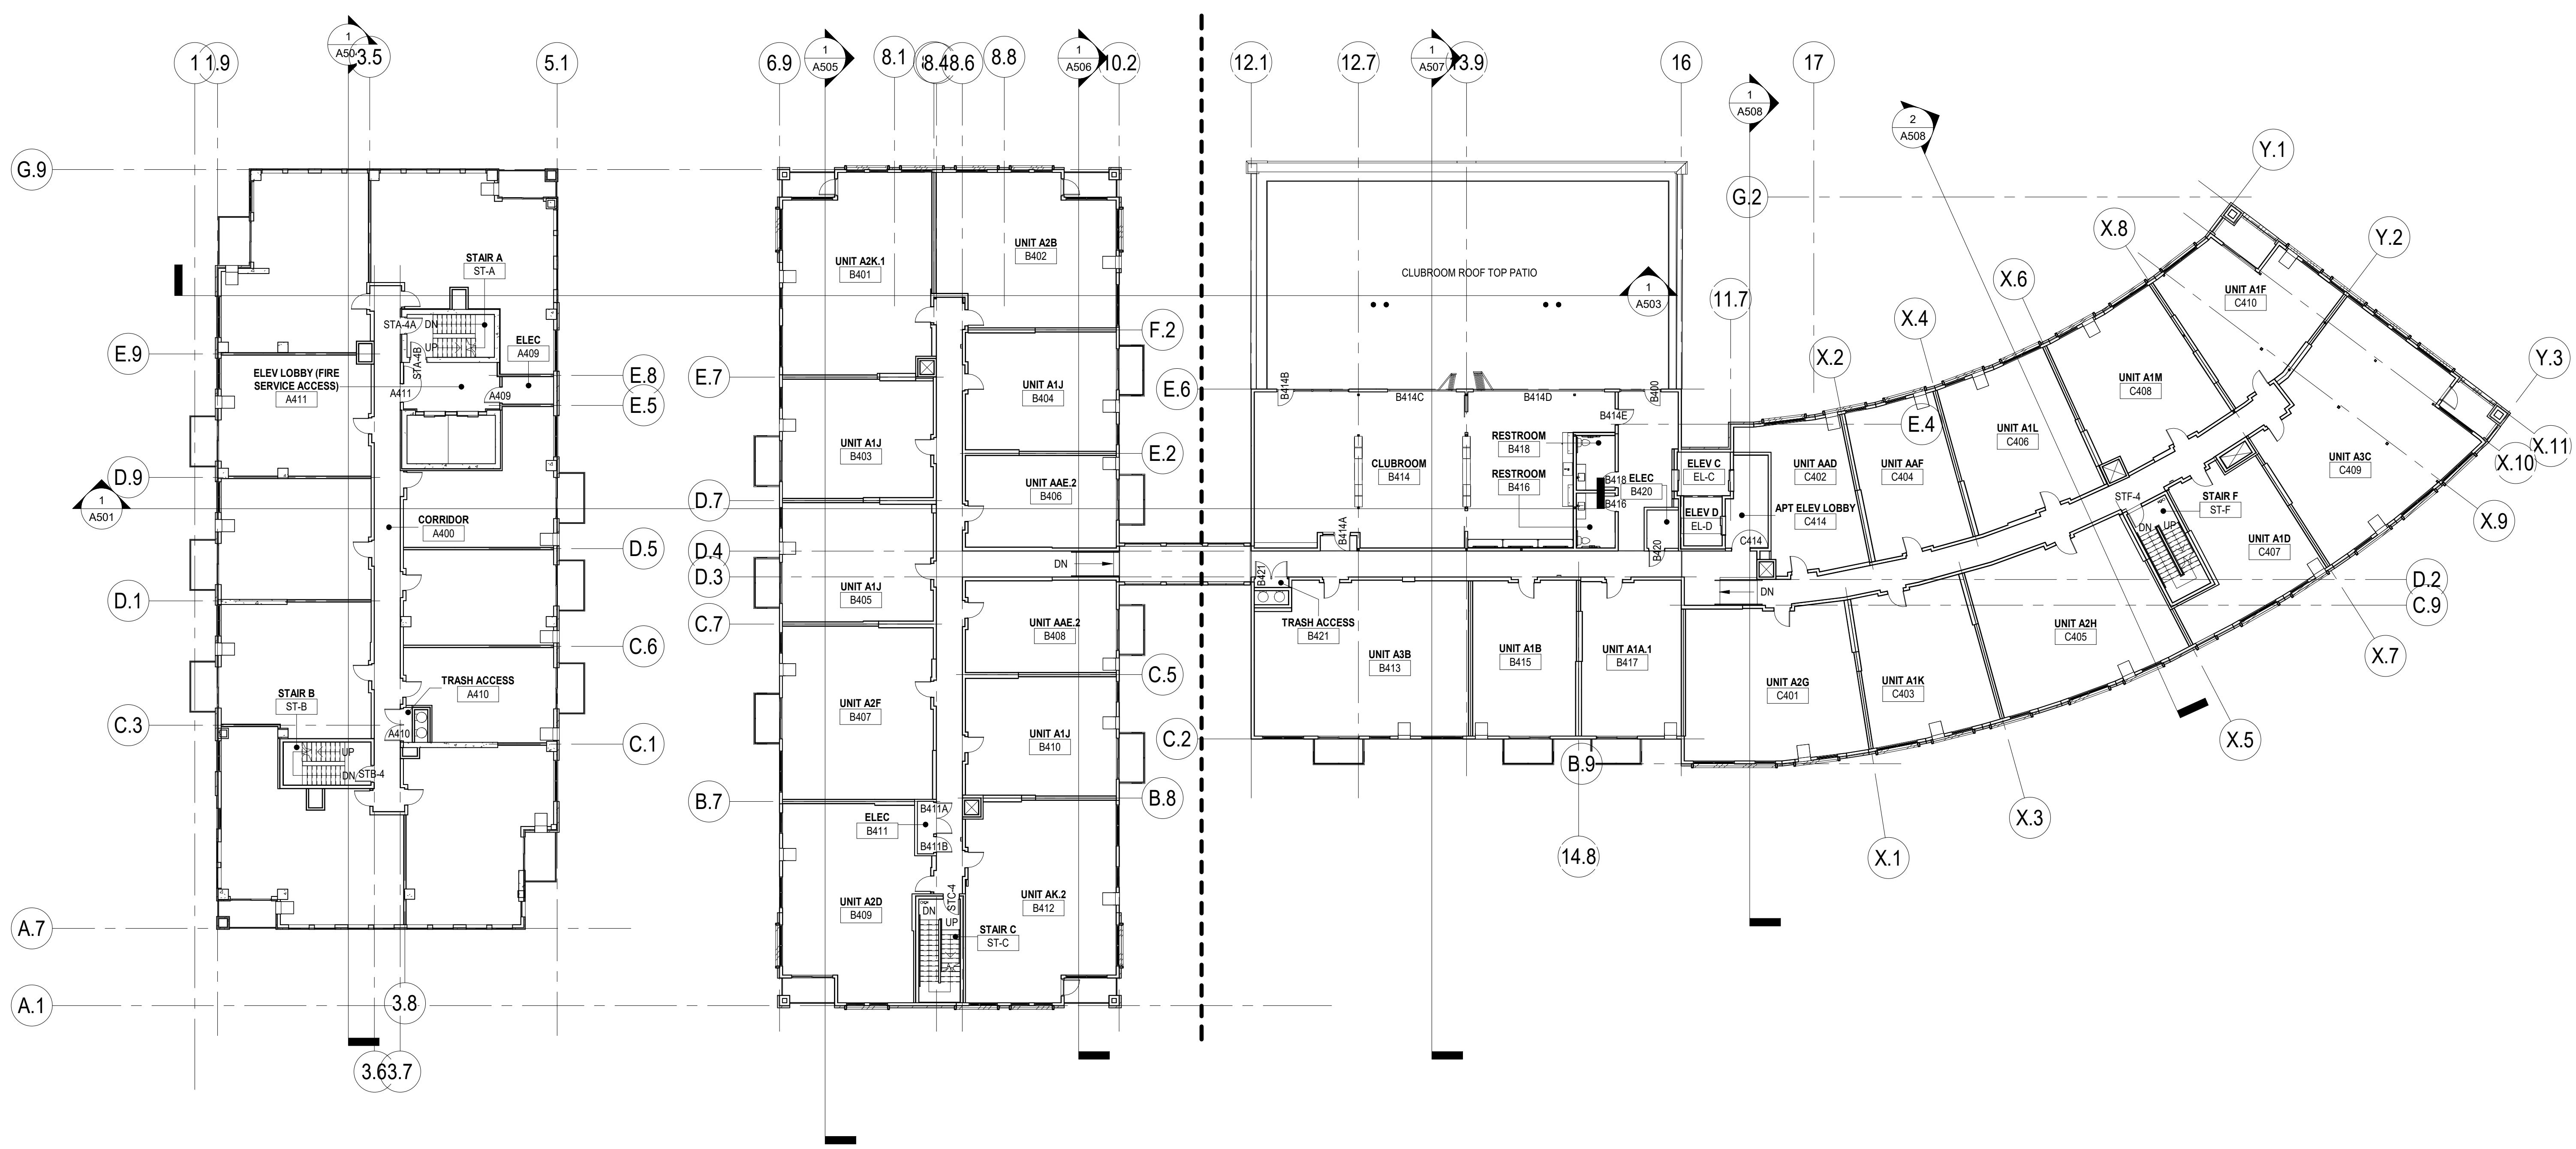 1
A50
3.5
1
1.9
5.1
6.9
1
A505
8.1
8.4
8.6
8.8
1
A506
10.2
12.1
12.7
1
A507
13.9
16
1
A508
17
2
A508
G.9
G.2
Y.1
X.8
Y.2
X.6
11.7
X.4
X.2
Y.3
E.9
D.9
1
A501
D.1
C.3
A.7
A.1
E.8
E.5
D.5
C.6
C.1
3.8
3.6
3.7
E.7
D.7
D.4
D.3
C.7
B.7
F.2
E.6
E.2
C.5
C.2
B.8
B.9
14.8
E.4
X.11
X.10
X.9
D.2
C.9
X.7
X.5
X.3
X.1
STAIR A
ST-A
STA-4A
DN
UP
STA-4B
ELEC
A409
ELEV LOBBY (FIRE
SERVICE ACCESS)
A411
A411
A409
CORRIDOR
A400
TRASH ACCESS
A410
A410
STAIR B
ST-B
UP
DN
STB-4
UNIT A2K.1
B401
UNIT A2B
B402
UNIT A1J
B404
UNIT A1J
B403
UNIT AAE.2
B406
DN
UNIT A1J
B405
UNIT AAE.2
B408
UNIT A2F
B407
UNIT A1J
B410
B411A
ELEC
B411
B411B
UNIT A2D
B409
UNIT AK.2
B412
STC-4
DN
UP
STAIR C
ST-C
CLUBROOM ROOF TOP PATIO
1
A503
B414B
B414C
B414D
B400
B414E
RESTROOM
B418
CLUBROOM
B414
RESTROOM
B416
B418
B416
ELEC
B420
B414A
B420
B421
TRASH ACCESS
B421
UNIT A3B
B413
UNIT A1B
B415
UNIT A1A.1
B417
ELEV C
EL-C
ELEV D
EL-D
APT ELEV LOBBY
C414
C414
DN
UNIT AAD
C402
UNIT AAF
C404
UNIT A1L
C406
UNIT A1M
C408
UNIT A1F
C410
UNIT A3C
C409
STAIR F
ST-F
STF-4
DN
UP
UNIT A1D
C407
UNIT A2H
C405
UNIT A1K
C403
UNIT A2G
C401